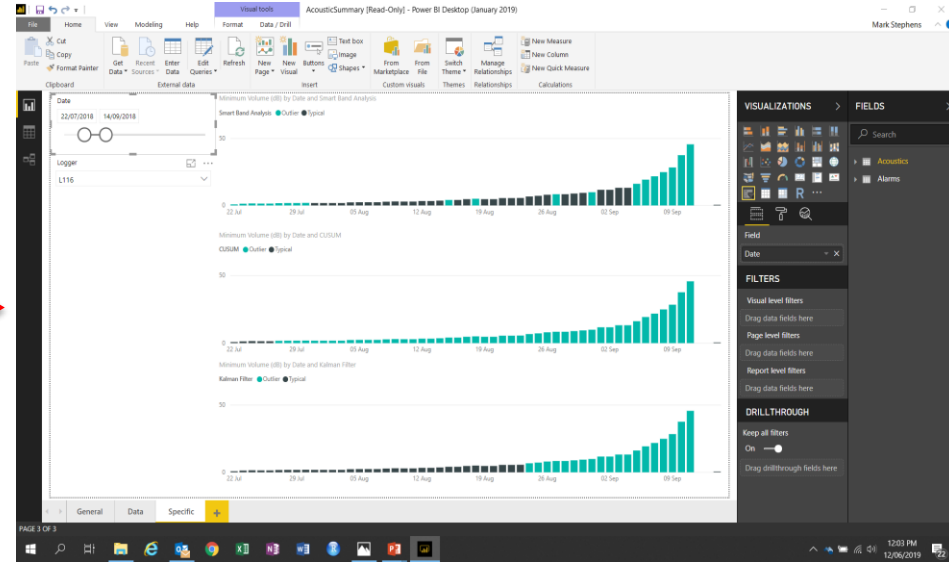 Visual tools
AcousticSummary [Read-Only] - Power BI Desktop (January 2019)
File Home View Modeling Help Format Data / Drill
Mark Stephens
Paste
Cut
Copy
Format Painter
Get Data
Recent Sources
Enter Data
Edit Queries
Refresh
New Page
New Visual
Buttons
Text box
Image
Shapes
From Marketplace
From File
Switch Theme
Manage Relationships
New Measure
New Column
New Quick Measure
Clipboard
External data
Insert
Custom visuals
Themes
Relationships
Calculations
Date
22/07/2018 14/09/2018
Logger
L116
Minimum Volume (dB) by Date and Smart Band Analysis
Smart Band Analysis Outlier Typical
50
0
22 Jul 29 Jul 05 Aug 12 Aug 19 Aug 26 Aug 02 Sep 09 Sep
Minimum Volume (dB) by Date and CUSUM
CUSUM Outlier Typical
50
0
22 Jul 29 Jul 05 Aug 12 Aug 19 Aug 26 Aug 02 Sep 09 Sep
Minimum Volume (dB) by Date and Kalman Filter
Kalman Filter Outlier Typical
50
0
22 Jul 29 Jul 05 Aug 12 Aug 19 Aug 26 Aug 02 Sep 09 Sep
VISUALIZATIONS
R
Field
Date
FILTERS
Visual level filters
Drag data fields here
Page level filters
Drag data fields here
Report level filters
Drag data fields here
DRILLTHROUGH
Keep all filters
On
Drag drillthrough fields here
FIELDS
Search
Acoustics
Alarms
General Data Specific +
PAGE 3 OF 3
12:03 PM
12/06/2019
22